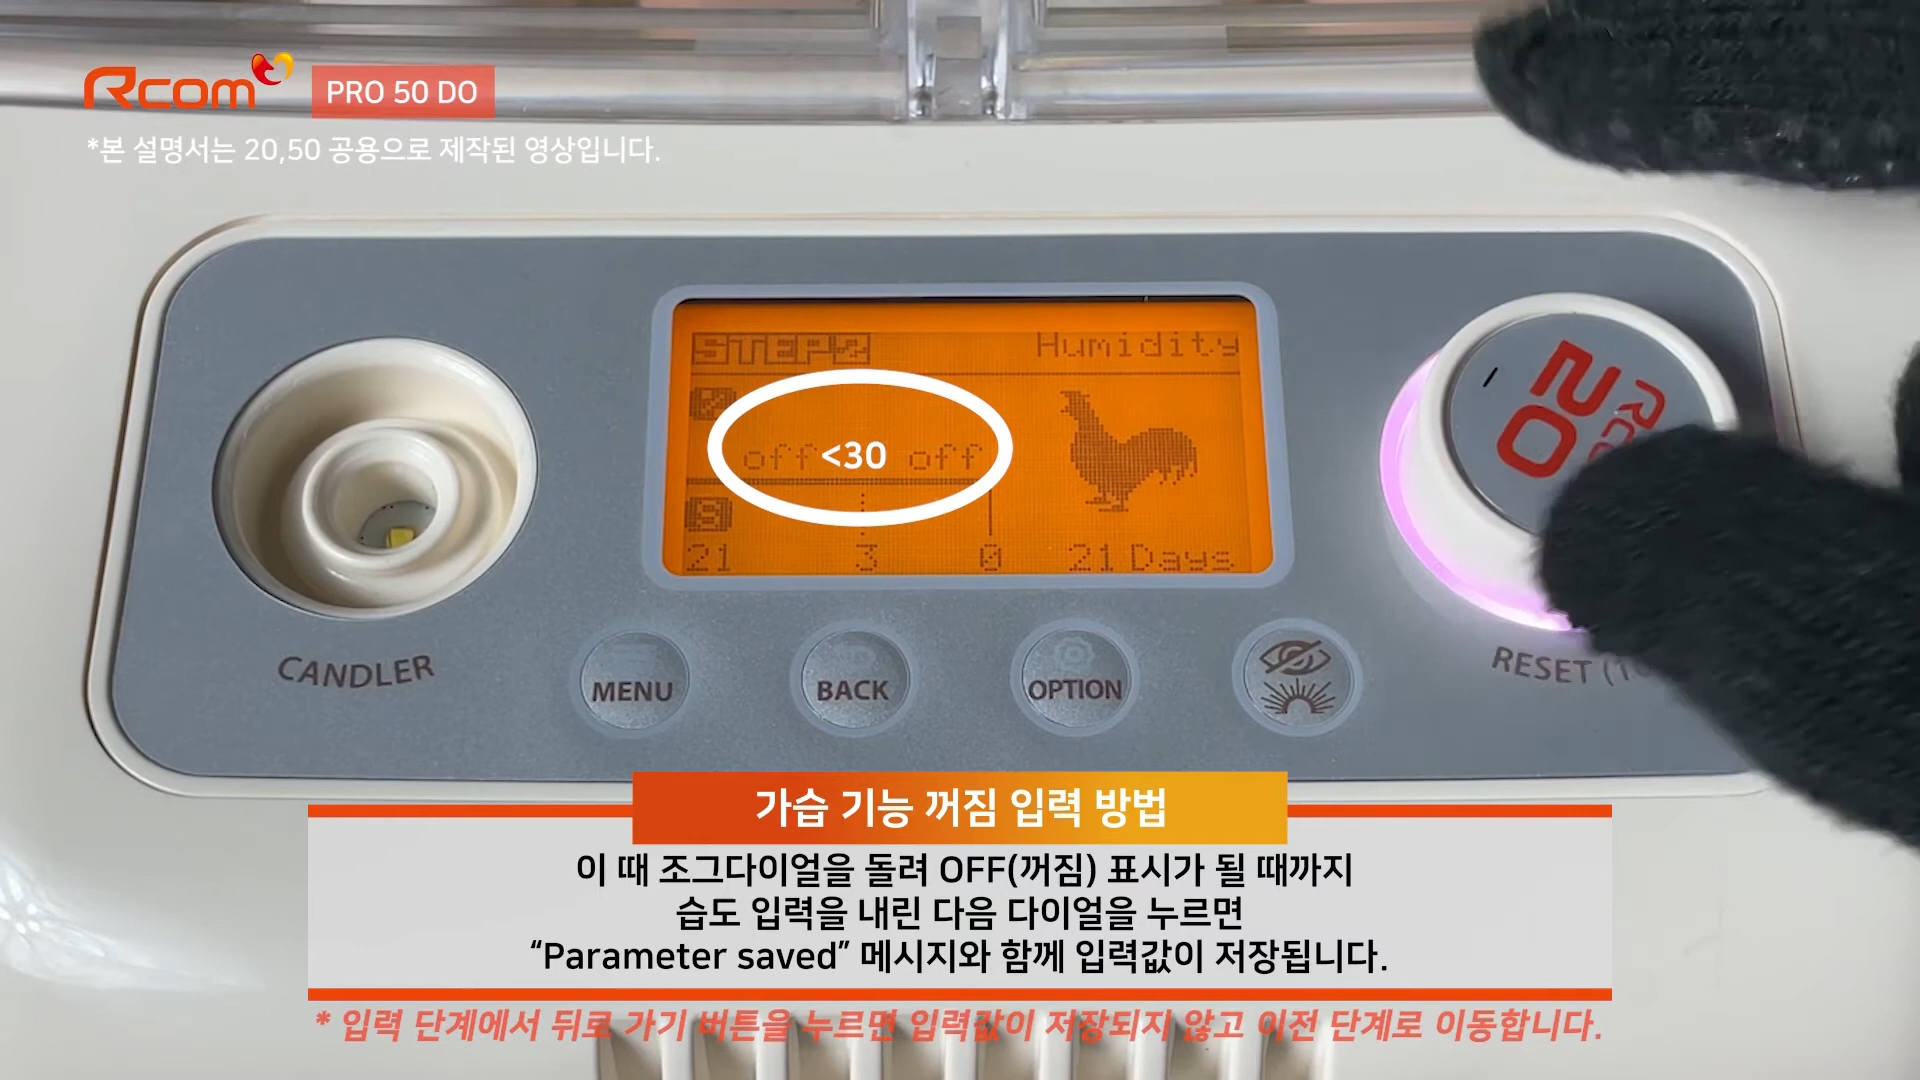 Rcom PRO 50 DO
*본 설명서는 20,50 공용으로 제작된 영상입니다.
STEP2 Humidity
off <30 off
21 3 0 21 Days
20
CANDLER
MENU BACK OPTION
RESET
가습 기능 꺼짐 입력 방법
이 때 조그다이얼을 돌려 OFF(꺼짐) 표시가 될 때까지
습도 입력을 내린 다음 다이얼을 누르면
“Parameter saved” 메시지와 함께 입력값이 저장됩니다.
* 입력 단계에서 뒤로 가기 버튼을 누르면 입력값이 저장되지 않고 이전 단계로 이동합니다.